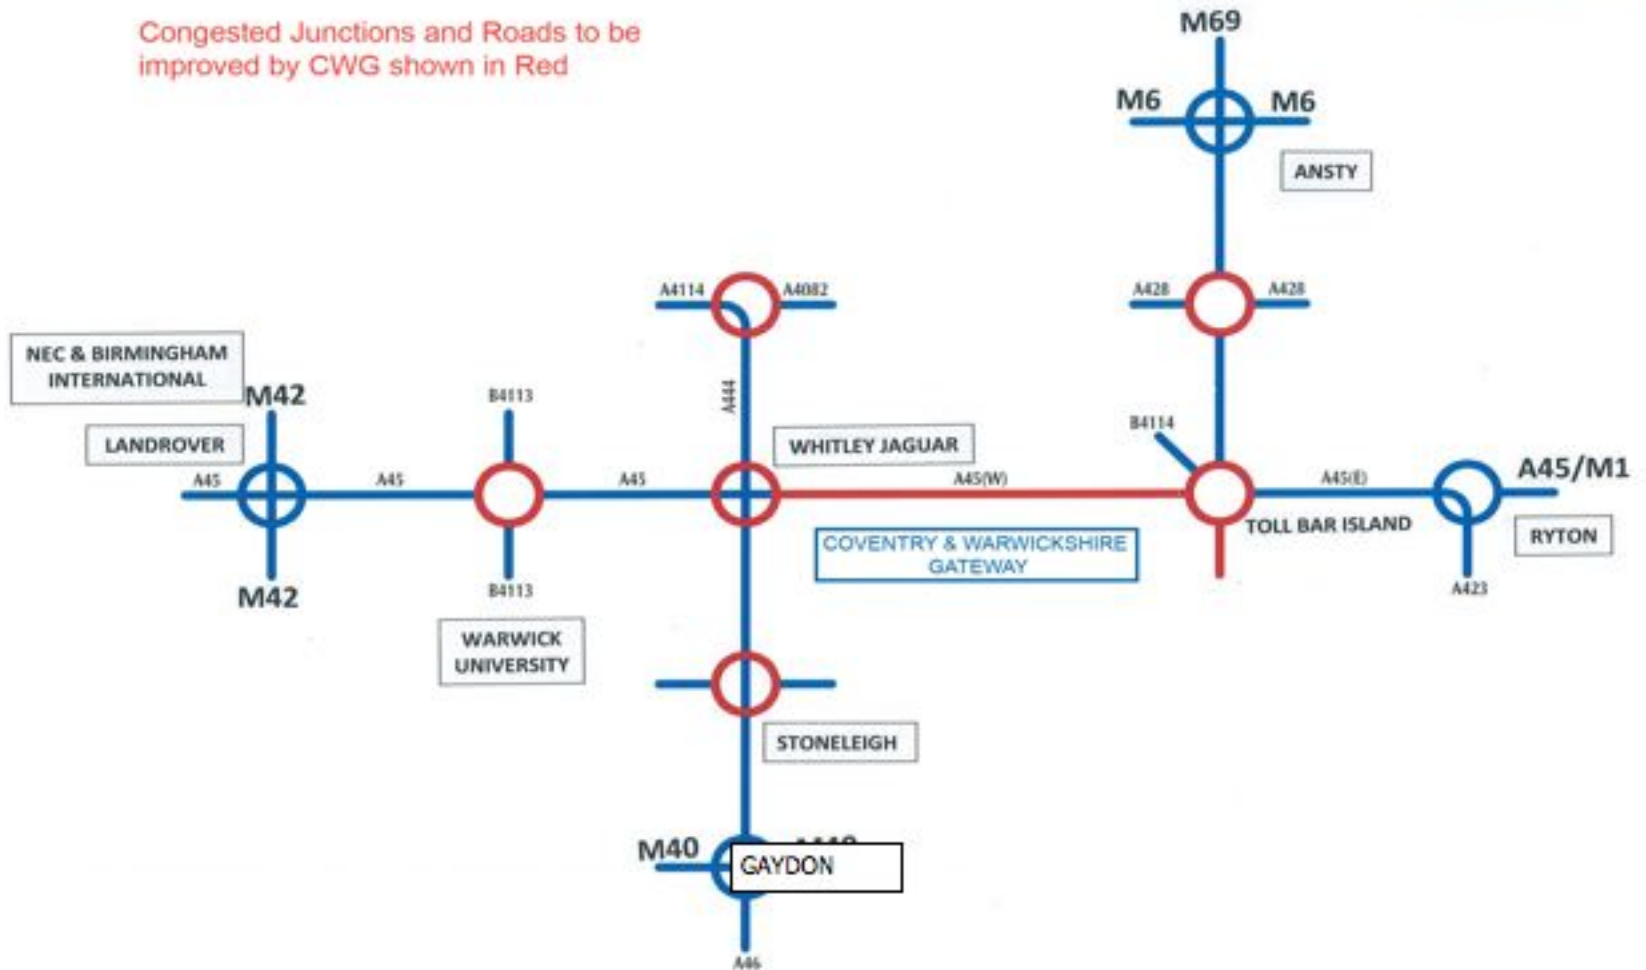 Congested Junctions and Roads to be
improved by CWG shown in Red
M69
M6
M6
ANSTY
A4114
A4082
A428
A428
NEC & BIRMINGHAM
INTERNATIONAL
M42
B4113
A444
LANDROVER
WHITLEY JAGUAR
B4114
A45
A45
A45
A45(W)
A45(E)
A45/M1
TOLL BAR ISLAND
RYTON
COVENTRY & WARWICKSHIRE
GATEWAY
M42
B4113
A423
WARWICK
UNIVERSITY
STONELEIGH
M40
GAYDON
A46